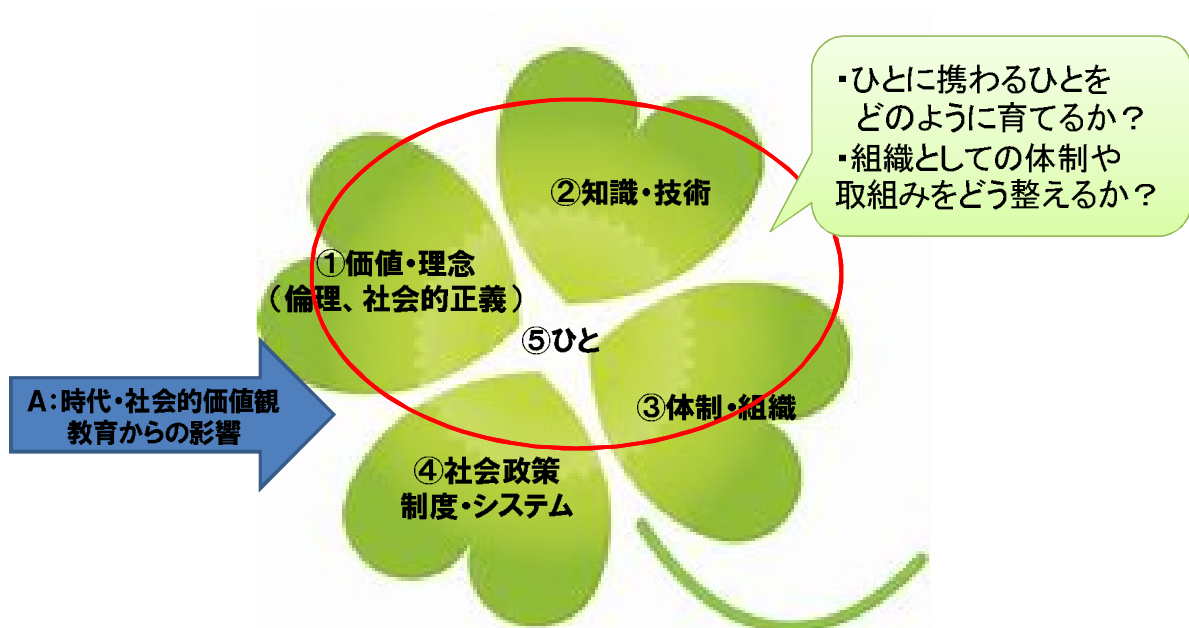 ・ひとに携わるひとを
どのように育てるか？
・組織としての体制や
取組みをどう整えるか？
②知識・技術
①価値・理念
（倫理、社会的正義）
⑤ひと
③体制・組織
A：時代・社会的価値観
教育からの影響
④社会政策
制度・システム